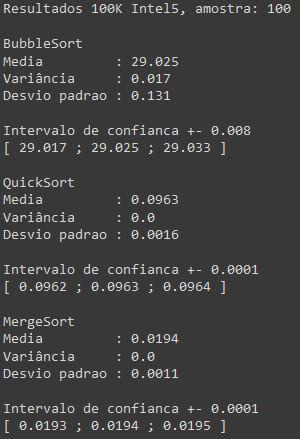 Resultados 100K Intel5, amostra: 100
BubbleSort
Media : 29.025
Variância : 0.017
Desvio padrao : 0.131
Intervalo de confianca +- 0.008
[ 29.017 ; 29.025 ; 29.033 ]
QuickSort
Media : 0.0963
Variância : 0.0
Desvio padrao : 0.0016
Intervalo de confianca +- 0.0001
[ 0.0962 ; 0.0963 ; 0.0964 ]
MergeSort
Media : 0.0194
Variância : 0.0
Desvio padrao : 0.0011
Intervalo de confianca +- 0.0001
[ 0.0193 ; 0.0194 ; 0.0195 ]